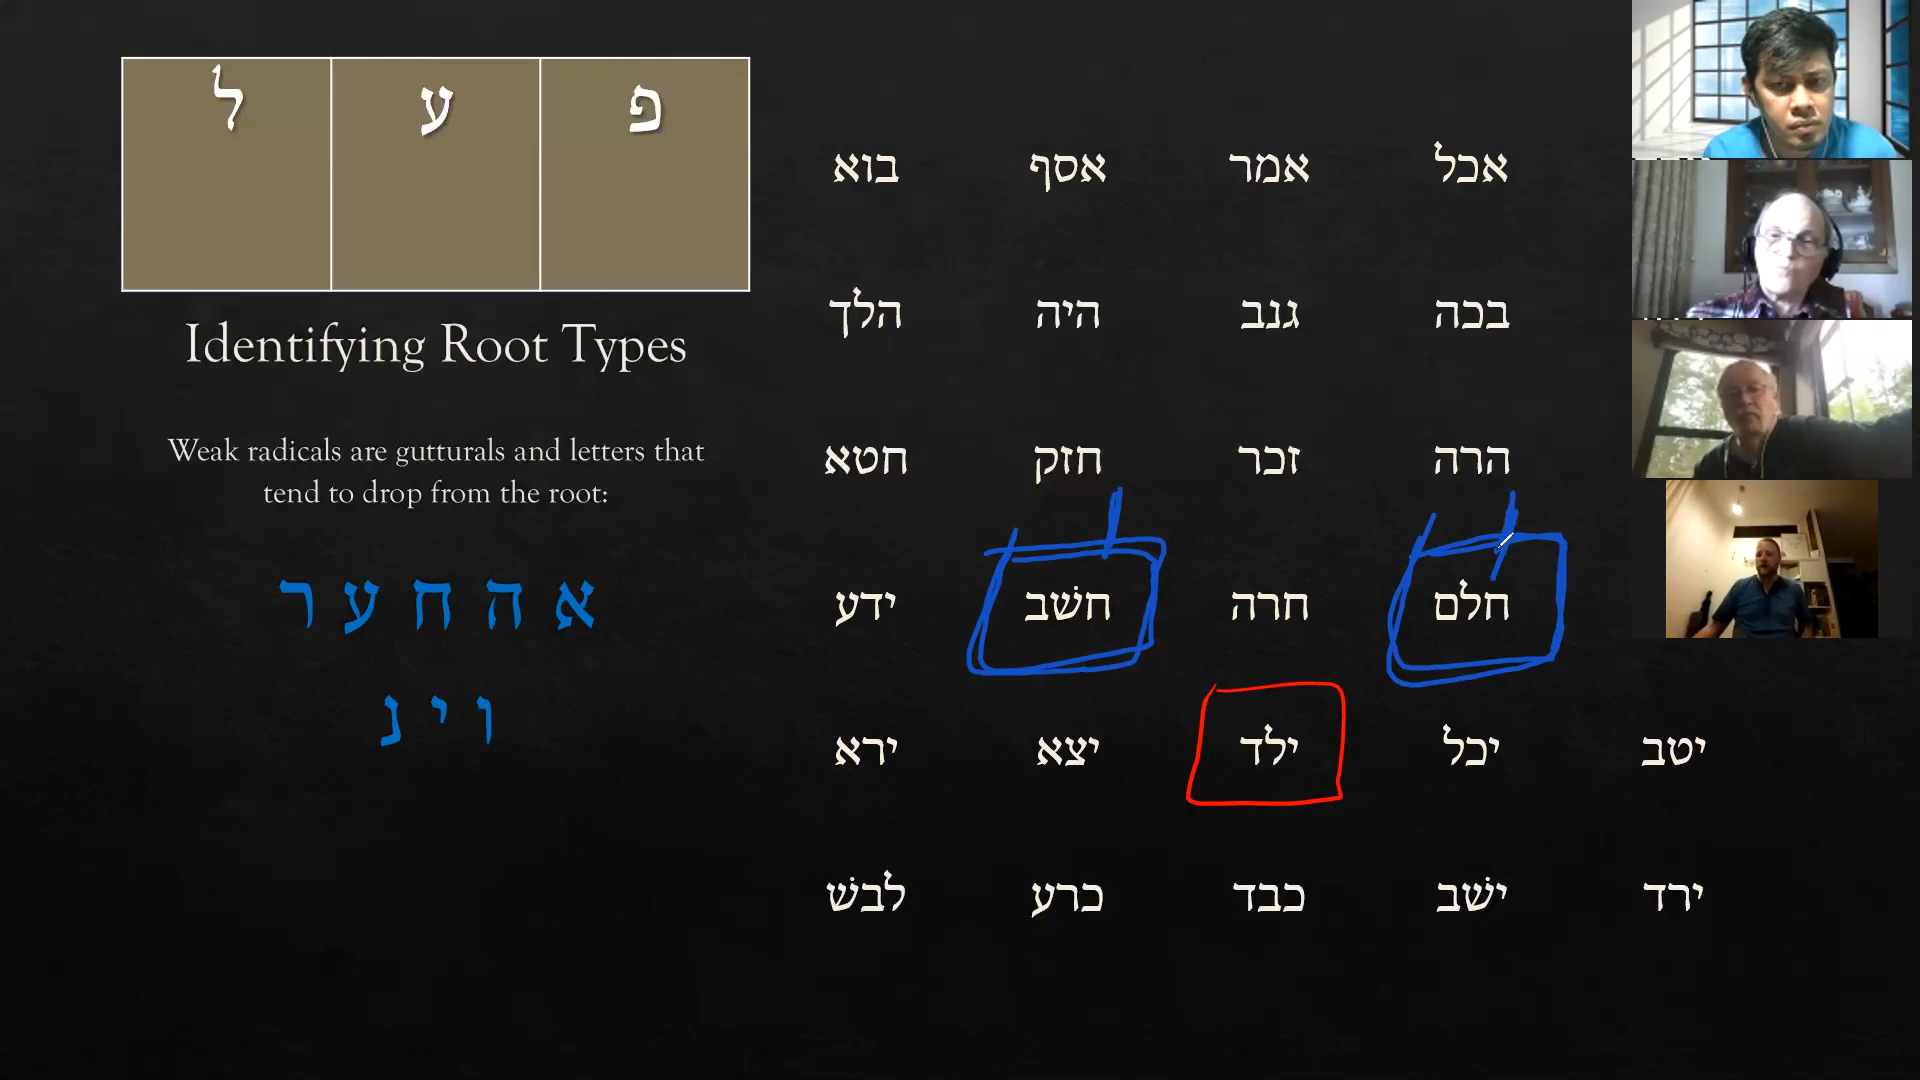 פ ע ל
Identifying Root Types
Weak radicals are gutturals and letters that
tend to drop from the root:
א ה ח ע ר
ו י נ
אכל אמר אסף בוא
בכה גנב היה הלך
הרה זכר חזק חטא
חלם חרה חשׁב ידע
יטב יכל ילד יצא ירא
ירד ישׁב כבד כרע לבשׁ